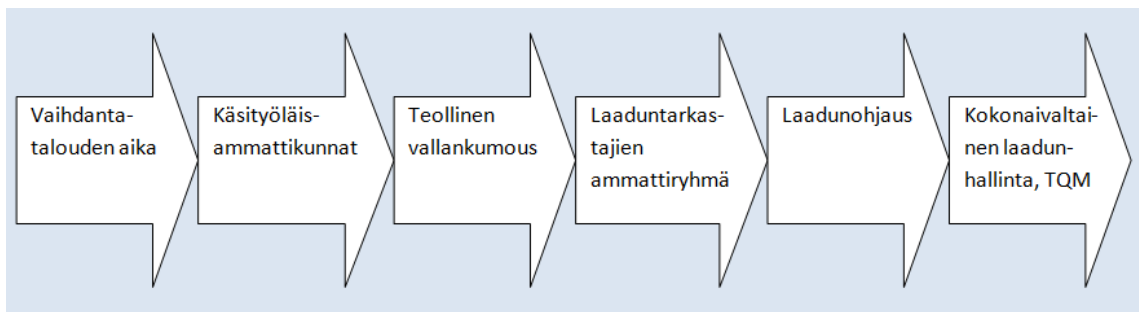 Vaihdanta-
talouden aika
Käsityöläis-
ammattikunnat
Teollinen
vallankumous
Laaduntarkas-
tajien
ammattiryhmä
Laadunohjaus
Kokonaivaltai-
nen laadun-
hallinta, TQM